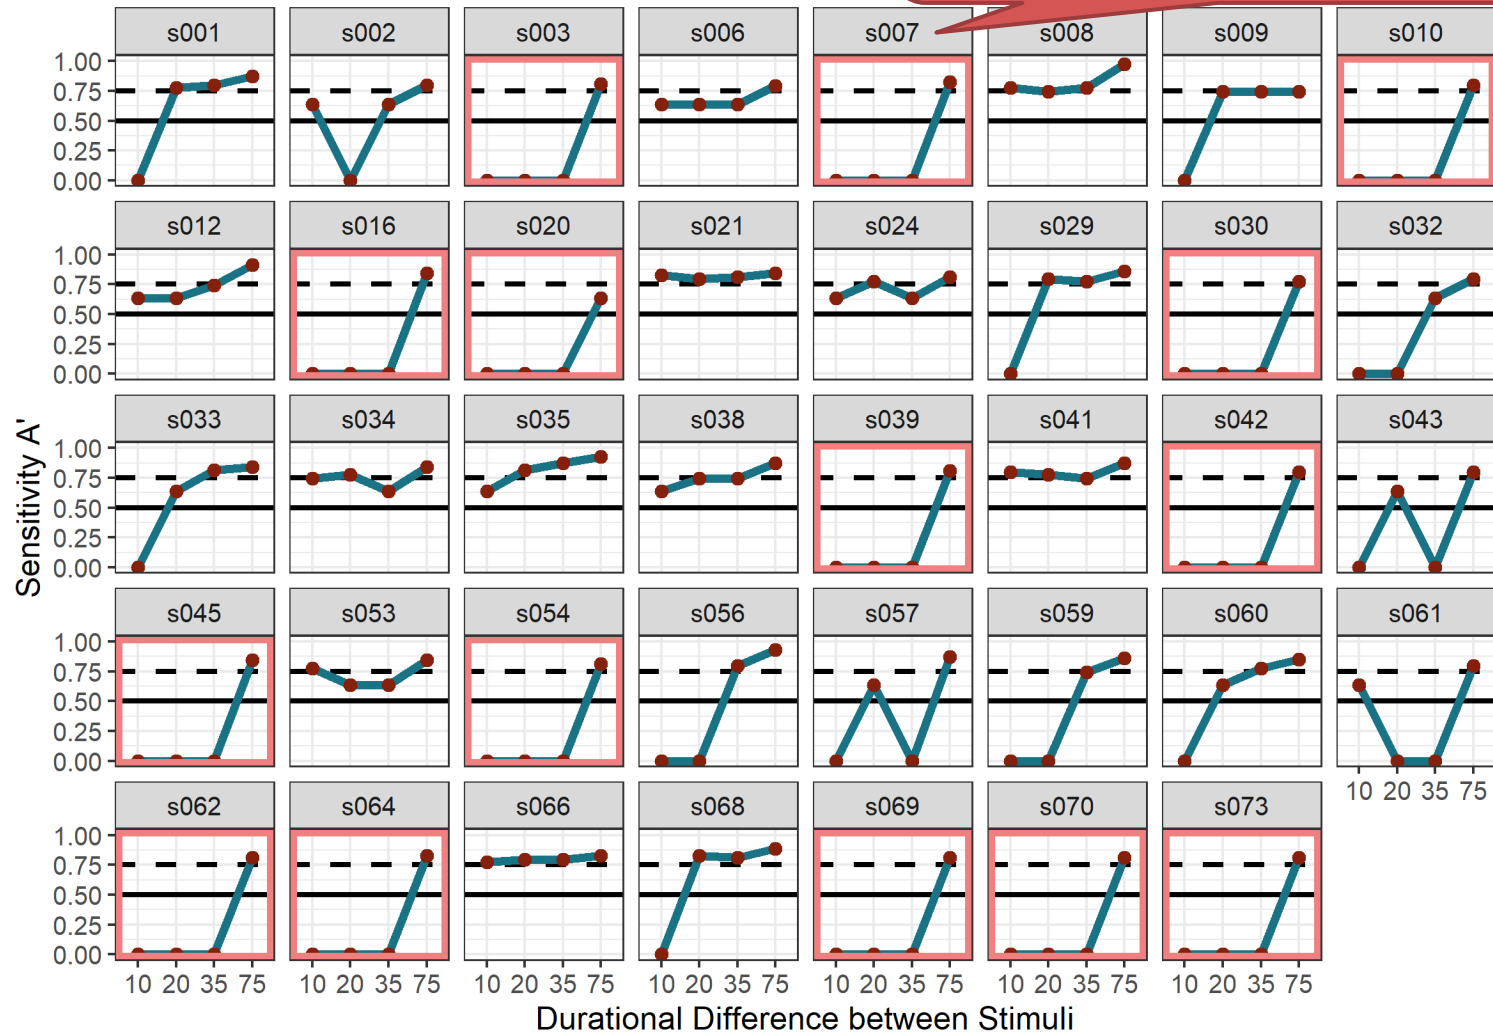 s001 s002 s003 s006 s007 s008 s009 s010
1.00
0.75
0.50
0.25
0.00
s012 s016 s020 s021 s024 s029 s030 s032
1.00
0.75
0.50
0.25
0.00
s033 s034 s035 s038 s039 s041 s042 s043
1.00
0.75
0.50
0.25
0.00
s045 s053 s054 s056 s057 s059 s060 s061
1.00
0.75
0.50
0.25
0.00
10 20 35 75
s062 s064 s066 s068 s069 s070 s073
1.00
0.75
0.50
0.25
0.00
10 20 35 75 10 20 35 75 10 20 35 75 10 20 35 75 10 20 35 75 10 20 35 75 10 20 35 75
Sensitivity A'
Durational Difference between Stimuli